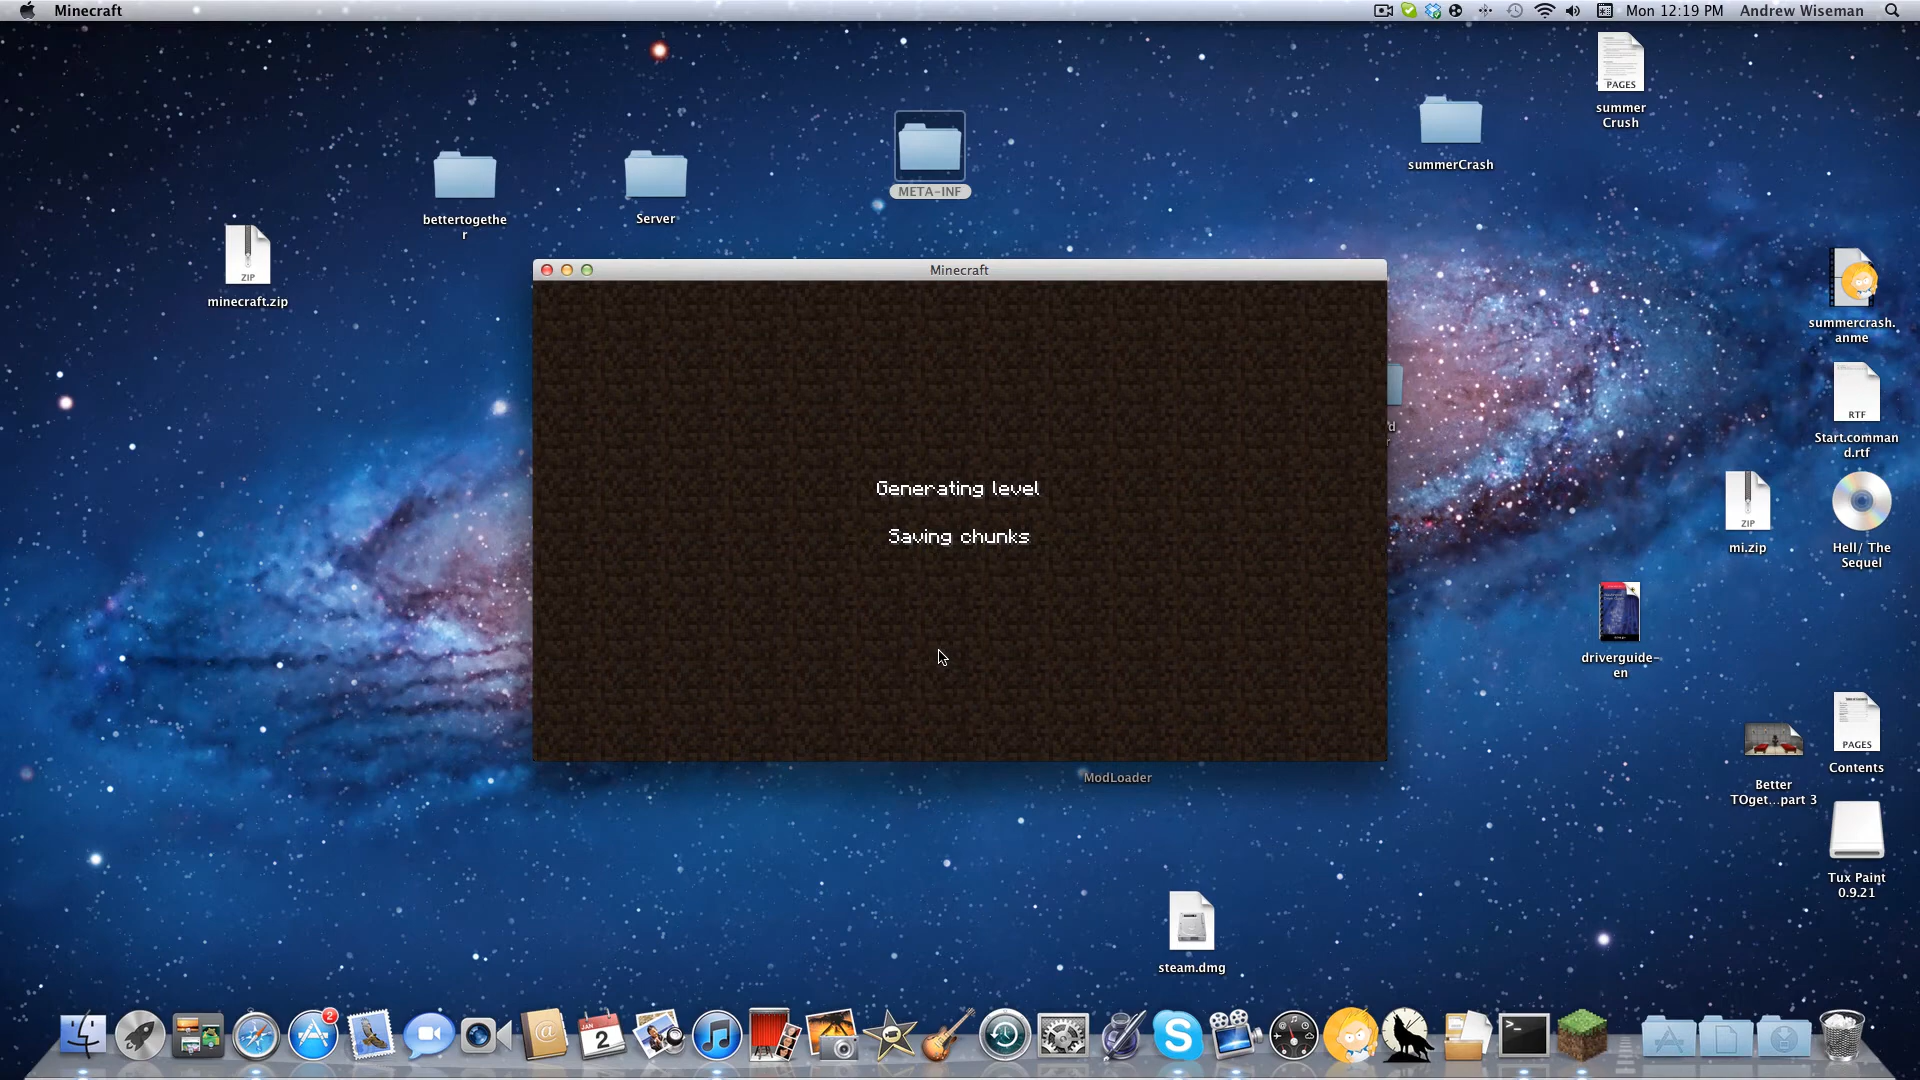 Minecraft
Mon 12:19 PM
Andrew Wiseman
PAGES
summer
Crush
summerCrash
META-INF
bettertogethe
r
Server
ZIP
minecraft.zip
Minecraft
summercrash.
anme
Generating level
Saving chunks
RTF
Start.comman
d.rtf
ZIP
mi.zip
Hell/ The
Sequel
driverguide-
en
PAGES
Contents
Better
TOget...part 3
ModLoader
Tux Paint
0.9.21
steam.dmg
2
JAN
2